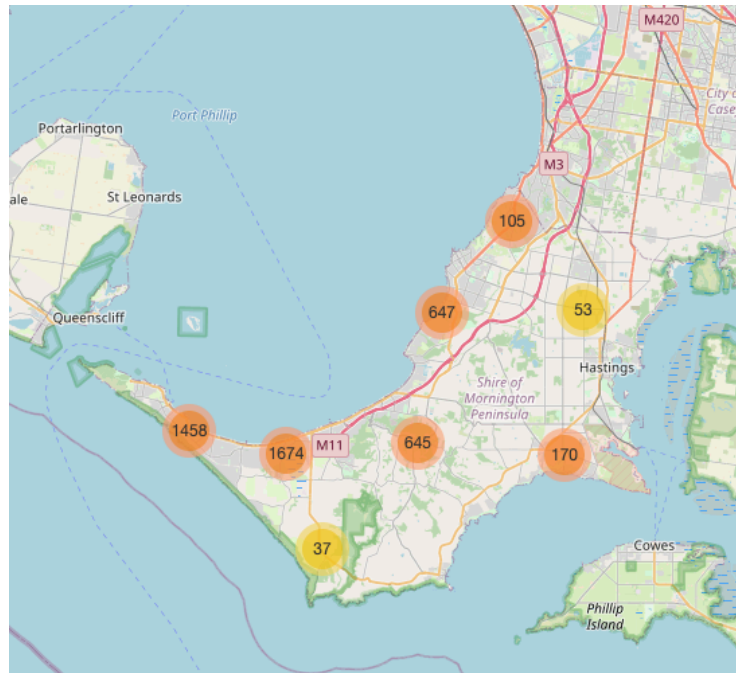 M420
City of
Case
Port Phillip
Portarlington
M3
ale
St Leonards
105
647
53
Queenscliff
Hastings
Shire of
Mornington
Peninsula
1458
1674
M11
645
170
37
Cowes
Phillip
Island